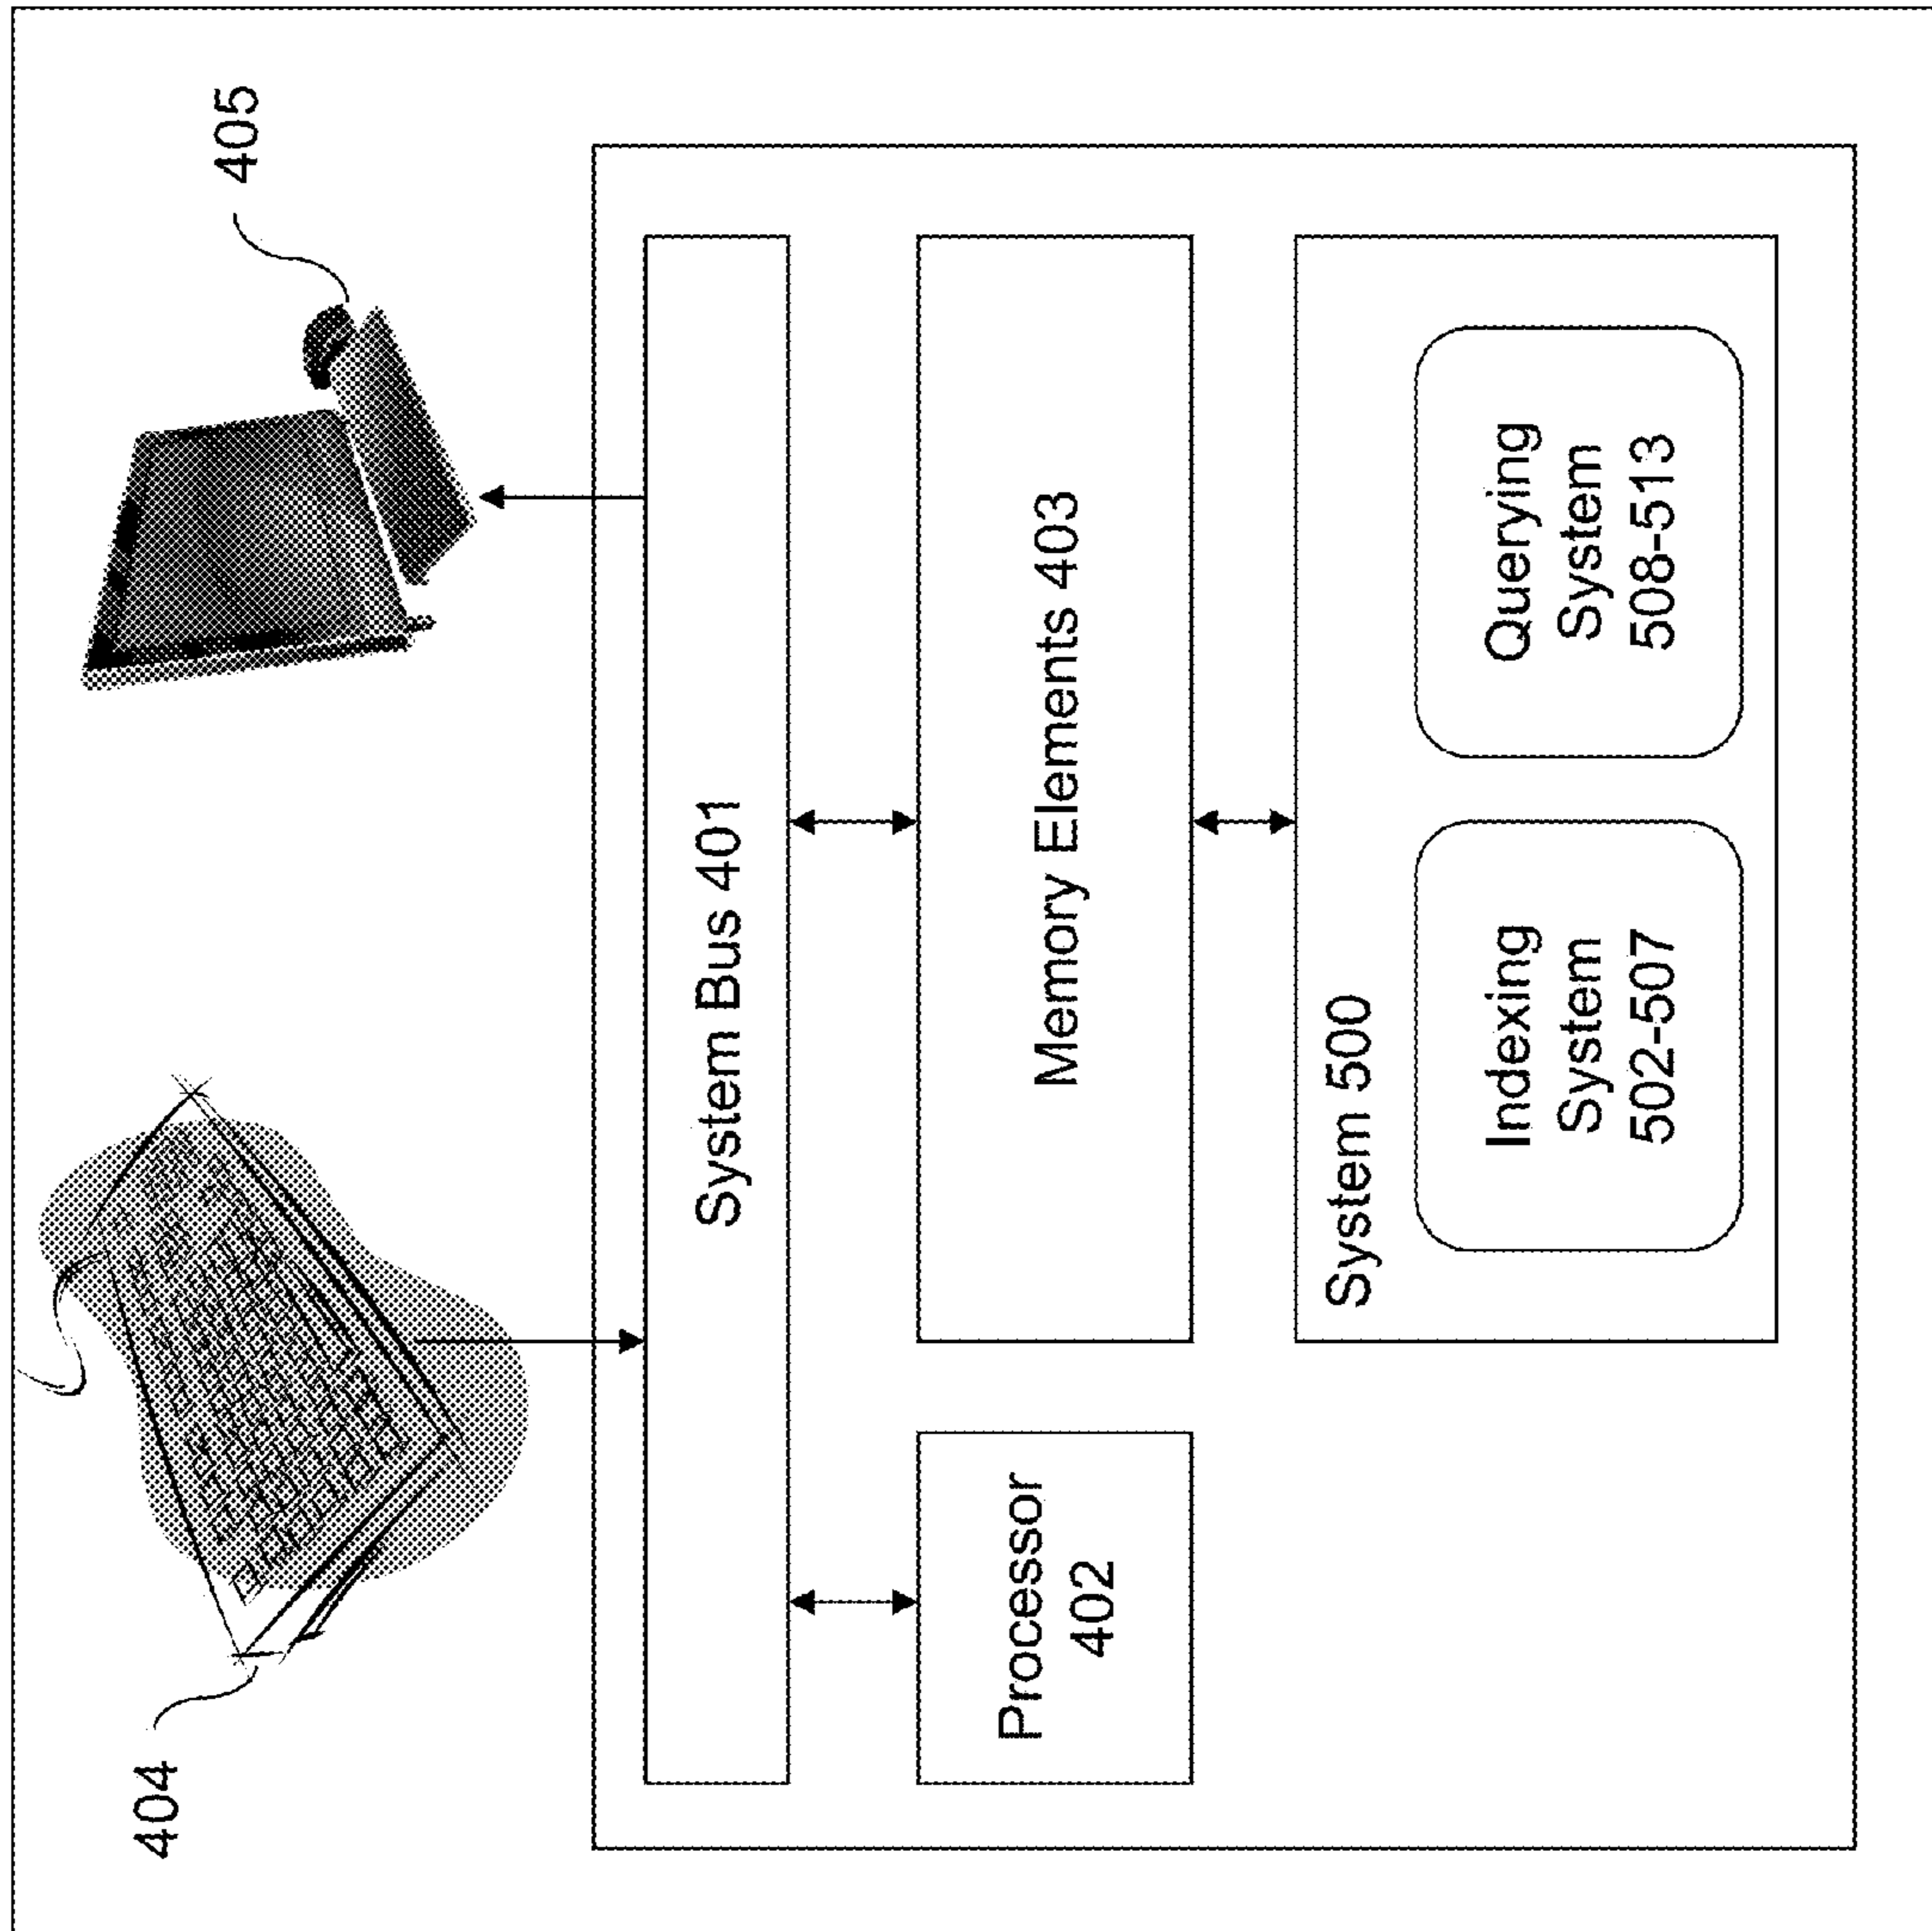 404
405
System Bus 401
Processor
402
Memory Elements 403
System 500
Indexing
System
502-507
Querying
System
508-513